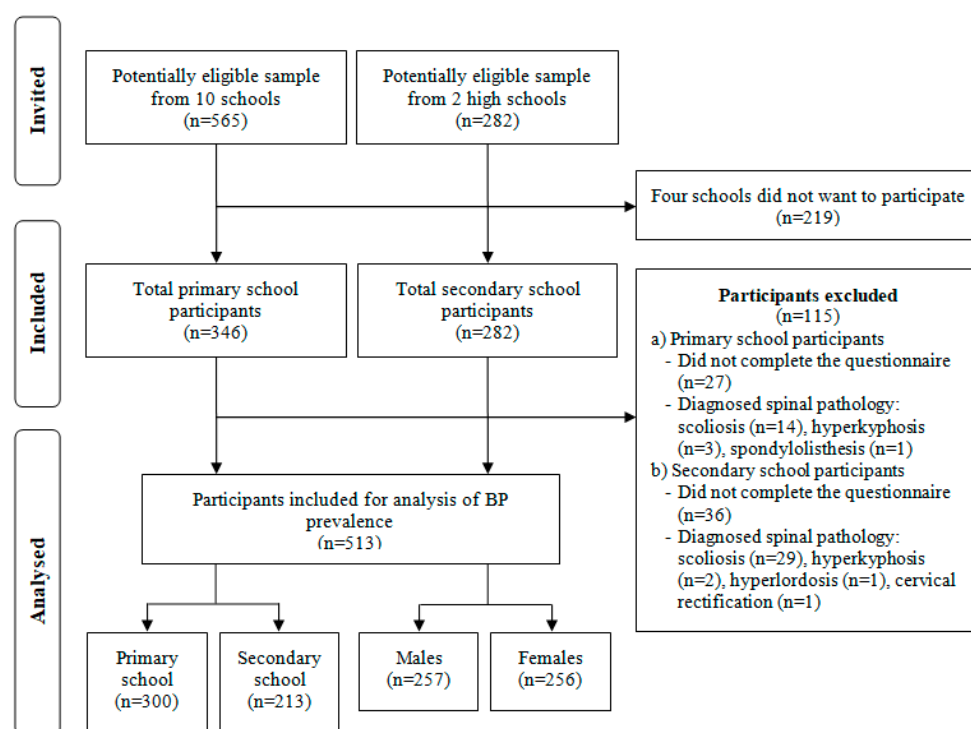 Invited
Potentially eligible sample
from 10 schools
(n=565)
Potentially eligible sample
from 2 high schools
(n=282)
Four schools did not want to participate
(n=219)
Included
Total primary school
participants
(n=346)
Total secondary school
participants
(n=282)
Participants excluded
(n=115)
a) Primary school participants
- Did not complete the questionnaire
(n=27)
- Diagnosed spinal pathology:
scoliosis (n=14), hyperkyphosis
(n=3), spondylolisthesis (n=1)
b) Secondary school participants
- Did not complete the questionnaire
(n=36)
- Diagnosed spinal pathology:
scoliosis (n=29), hyperkyphosis
(n=2), hyperlordosis (n=1), cervical
rectification (n=1)
Analysed
Participants included for analysis of BP
prevalence
(n=513)
Primary
school
(n=300)
Secondary
school
(n=213)
Males
(n=257)
Females
(n=256)